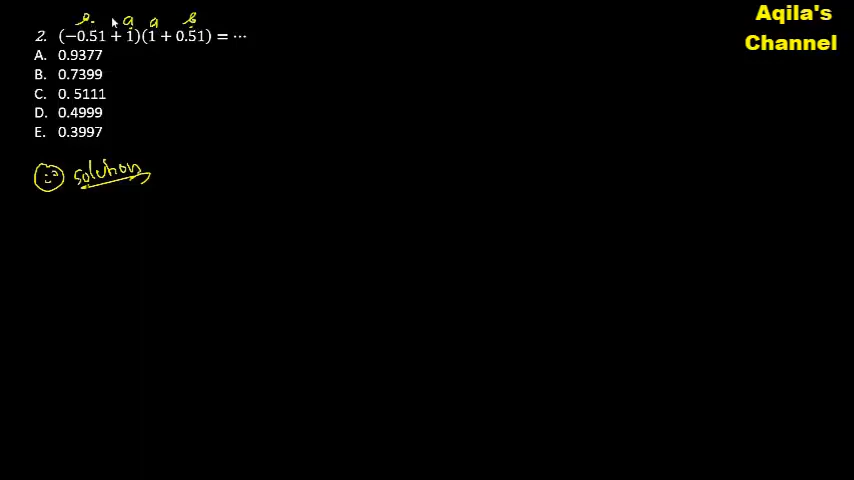 Aqila's
Channel
b a a b
2. (−0.51 + 1)(1 + 0.51) = ⋯
A. 0.9377
B. 0.7399
C. 0. 5111
D. 0.4999
E. 0.3997
solution